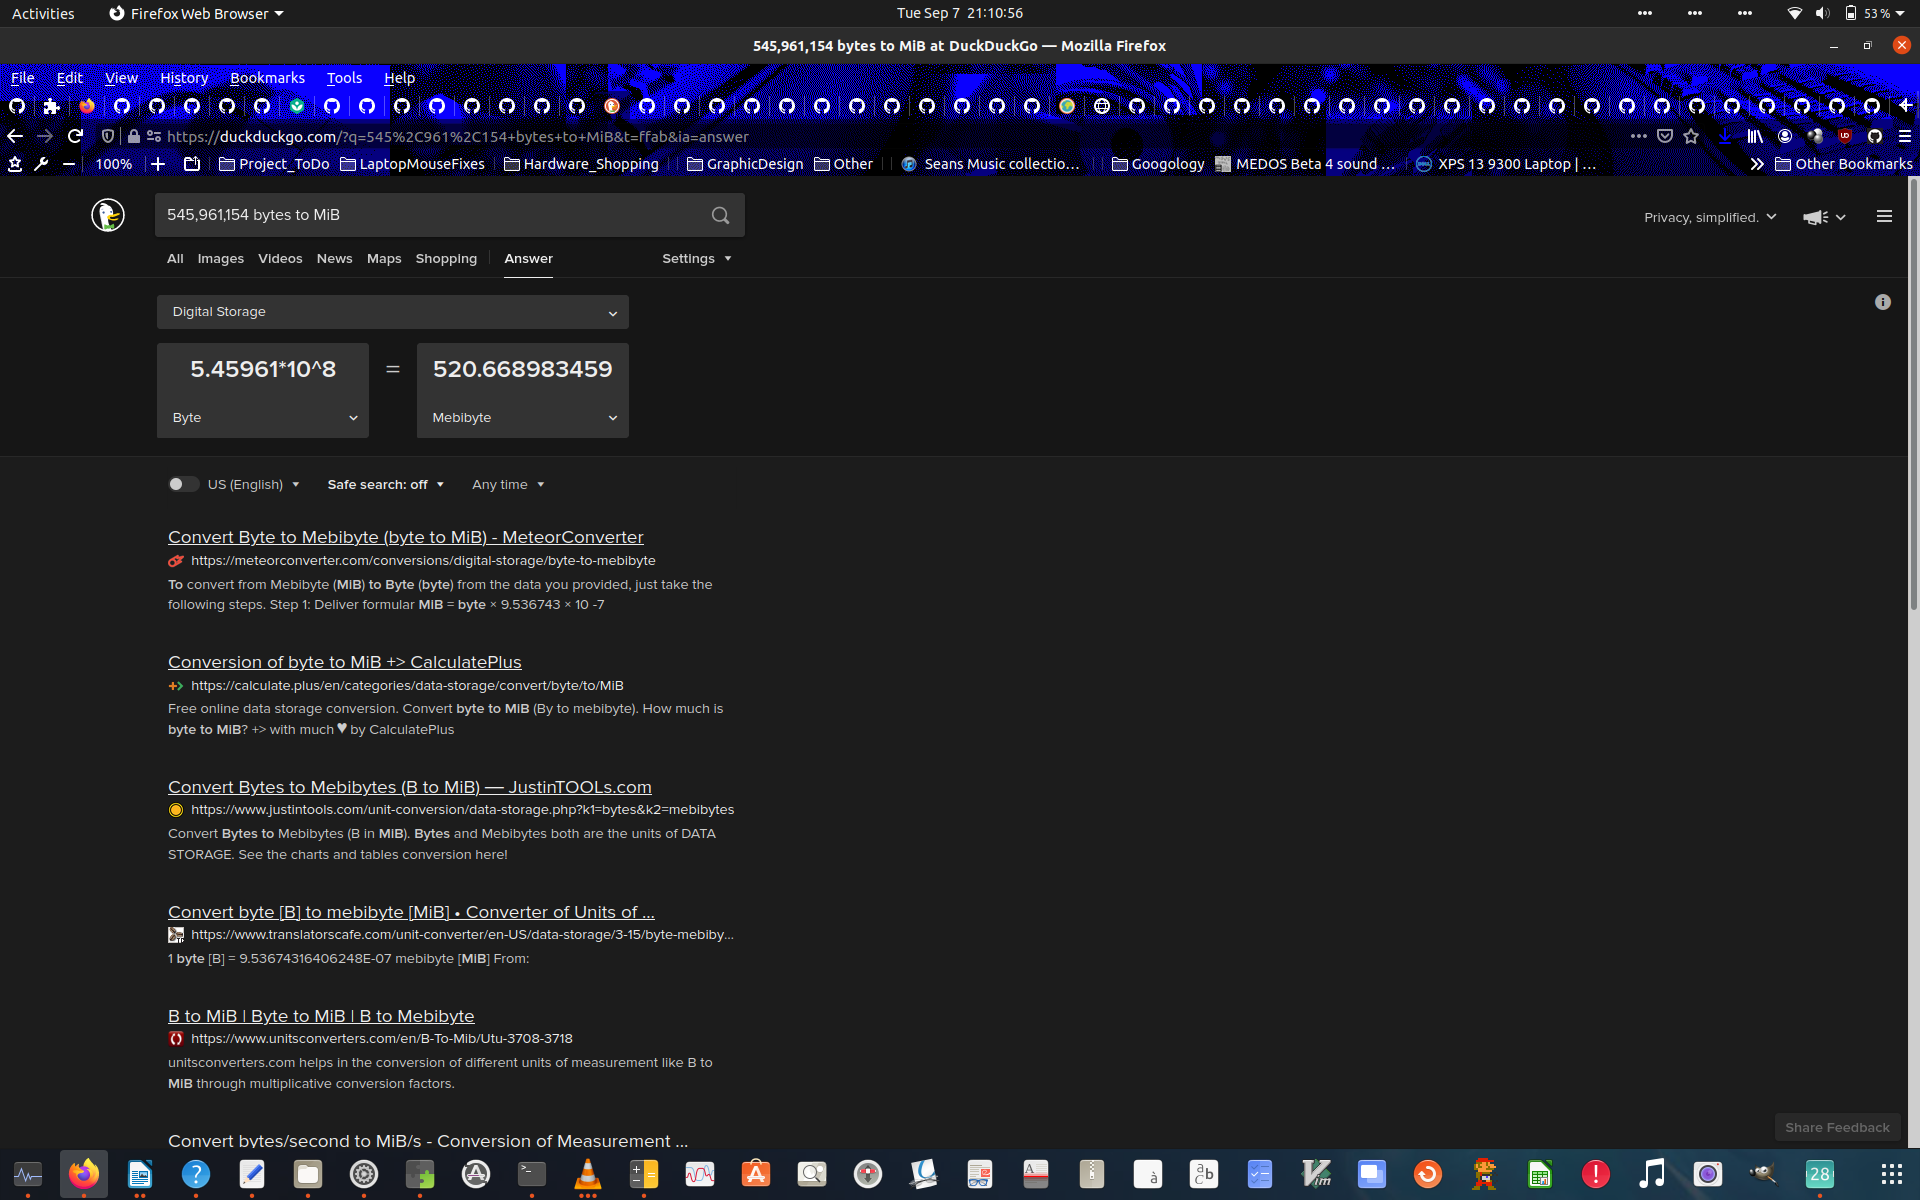 Activities
Firefox Web Browser
Tue Sep 7 21:10:56
53 %
545,961,154 bytes to MiB at DuckDuckGo — Mozilla Firefox
File Edit View History Bookmarks Tools Help
https://duckduckgo.com/?q=545%2C961%2C154+bytes+to+MiB&t=ffab&ia=answer
100%
Project_ToDo
LaptopMouseFixes
Hardware_Shopping
GraphicDesign
Other
Seans Music collectio…
Googology
MEDOS Beta 4 sound …
XPS 13 9300 Laptop | …
Other Bookmarks
545,961,154 bytes to MiB
Privacy, simplified.
All Images Videos News Maps Shopping Answer Settings
Digital Storage
5.45961*10^8 = 520.668983459
Byte Mebibyte
US (English) Safe search: off Any time
Convert Byte to Mebibyte (byte to MiB) - MeteorConverter
https://meteorconverter.com/conversions/digital-storage/byte-to-mebibyte
To convert from Mebibyte (MiB) to Byte (byte) from the data you provided, just take the
following steps. Step 1: Deliver formular MiB = byte × 9.536743 × 10 -7
Conversion of byte to MiB +> CalculatePlus
https://calculate.plus/en/categories/data-storage/convert/byte/to/MiB
Free online data storage conversion. Convert byte to MiB (By to mebibyte). How much is
byte to MiB? +> with much ♥ by CalculatePlus
Convert Bytes to Mebibytes (B to MiB) — JustinTOOLs.com
https://www.justintools.com/unit-conversion/data-storage.php?k1=bytes&k2=mebibytes
Convert Bytes to Mebibytes (B in MiB). Bytes and Mebibytes both are the units of DATA
STORAGE. See the charts and tables conversion here!
Convert byte [B] to mebibyte [MiB] • Converter of Units of ...
https://www.translatorscafe.com/unit-converter/en-US/data-storage/3-15/byte-mebiby...
1 byte [B] = 9.53674316406248E-07 mebibyte [MiB] From:
B to MiB | Byte to MiB | B to Mebibyte
https://www.unitsconverters.com/en/B-To-Mib/Utu-3708-3718
unitsconverters.com helps in the conversion of different units of measurement like B to
MiB through multiplicative conversion factors.
Convert bytes/second to MiB/s - Conversion of Measurement ...
Share Feedback
28